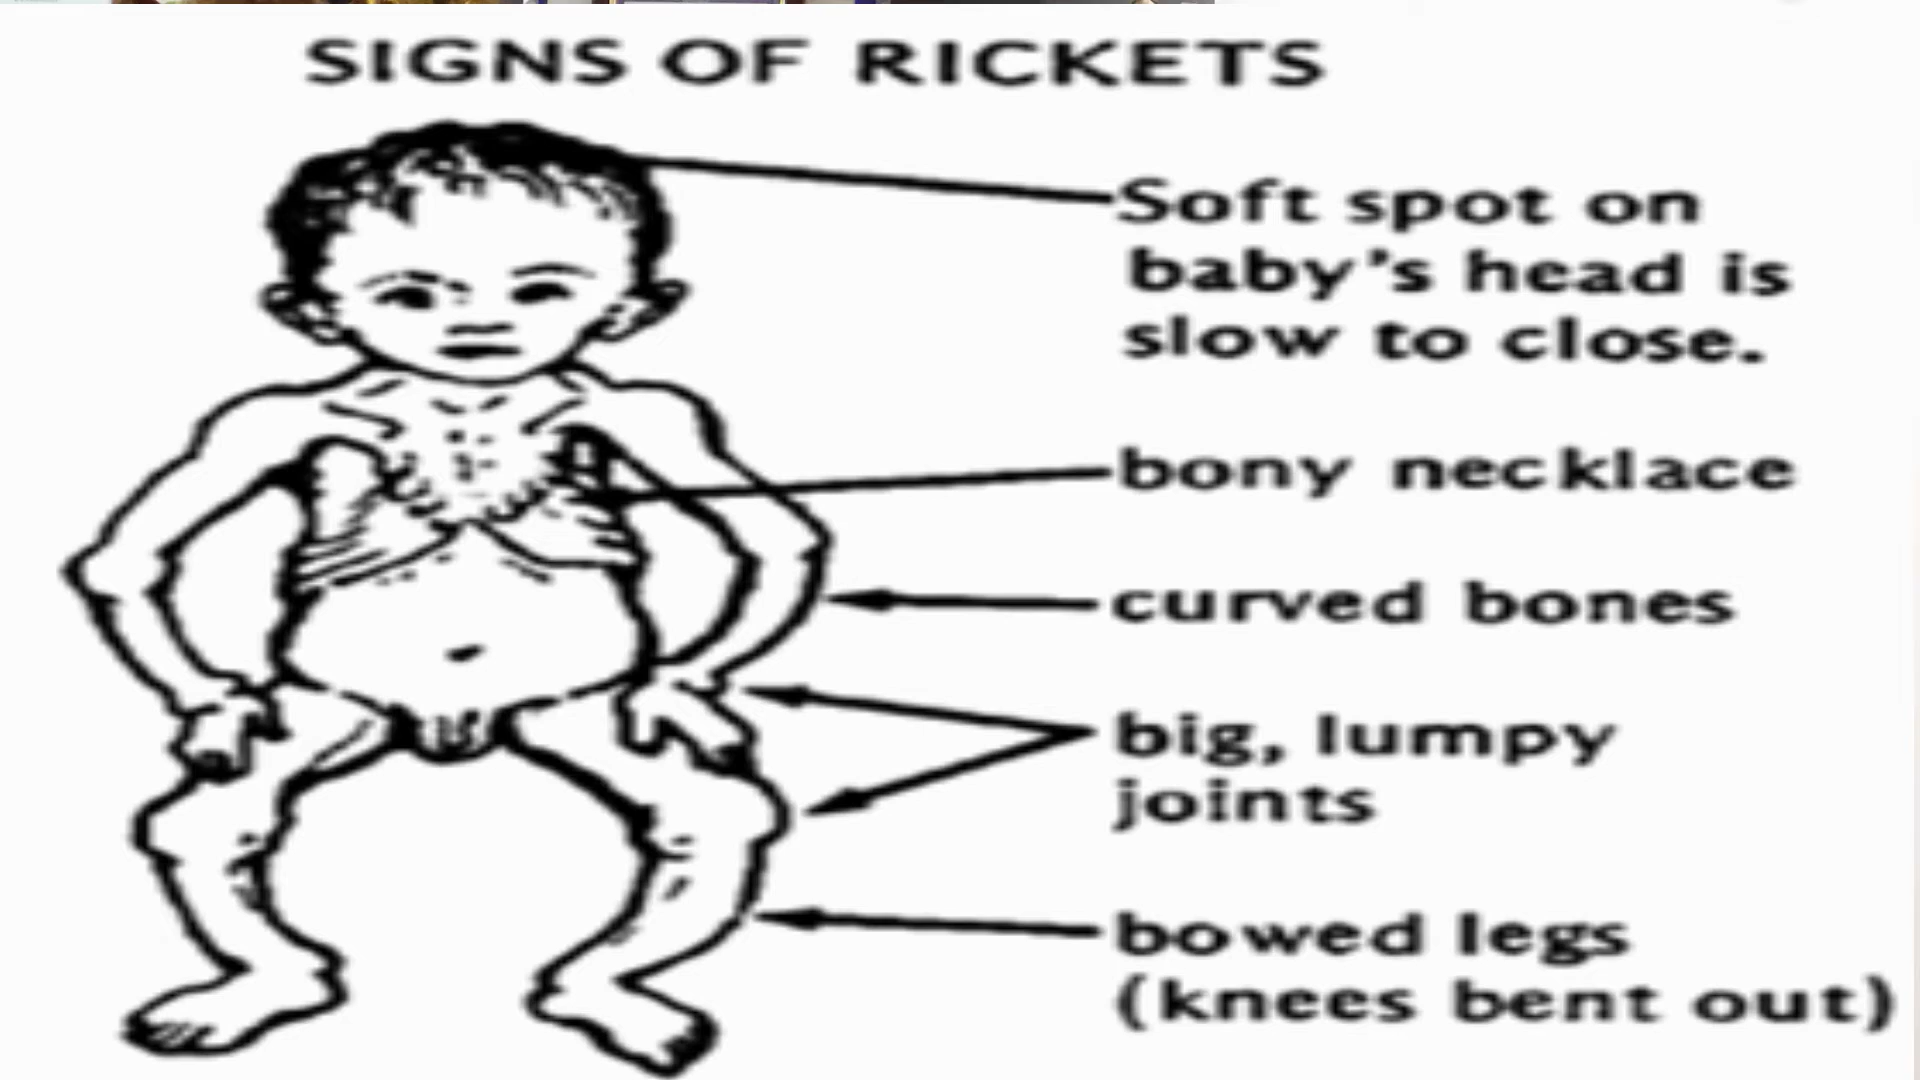 SIGNS OF RICKETS
Soft spot on
baby's head is
slow to close.
bony necklace
curved bones
big, lumpy
joints
bowed legs
(knees bent out)